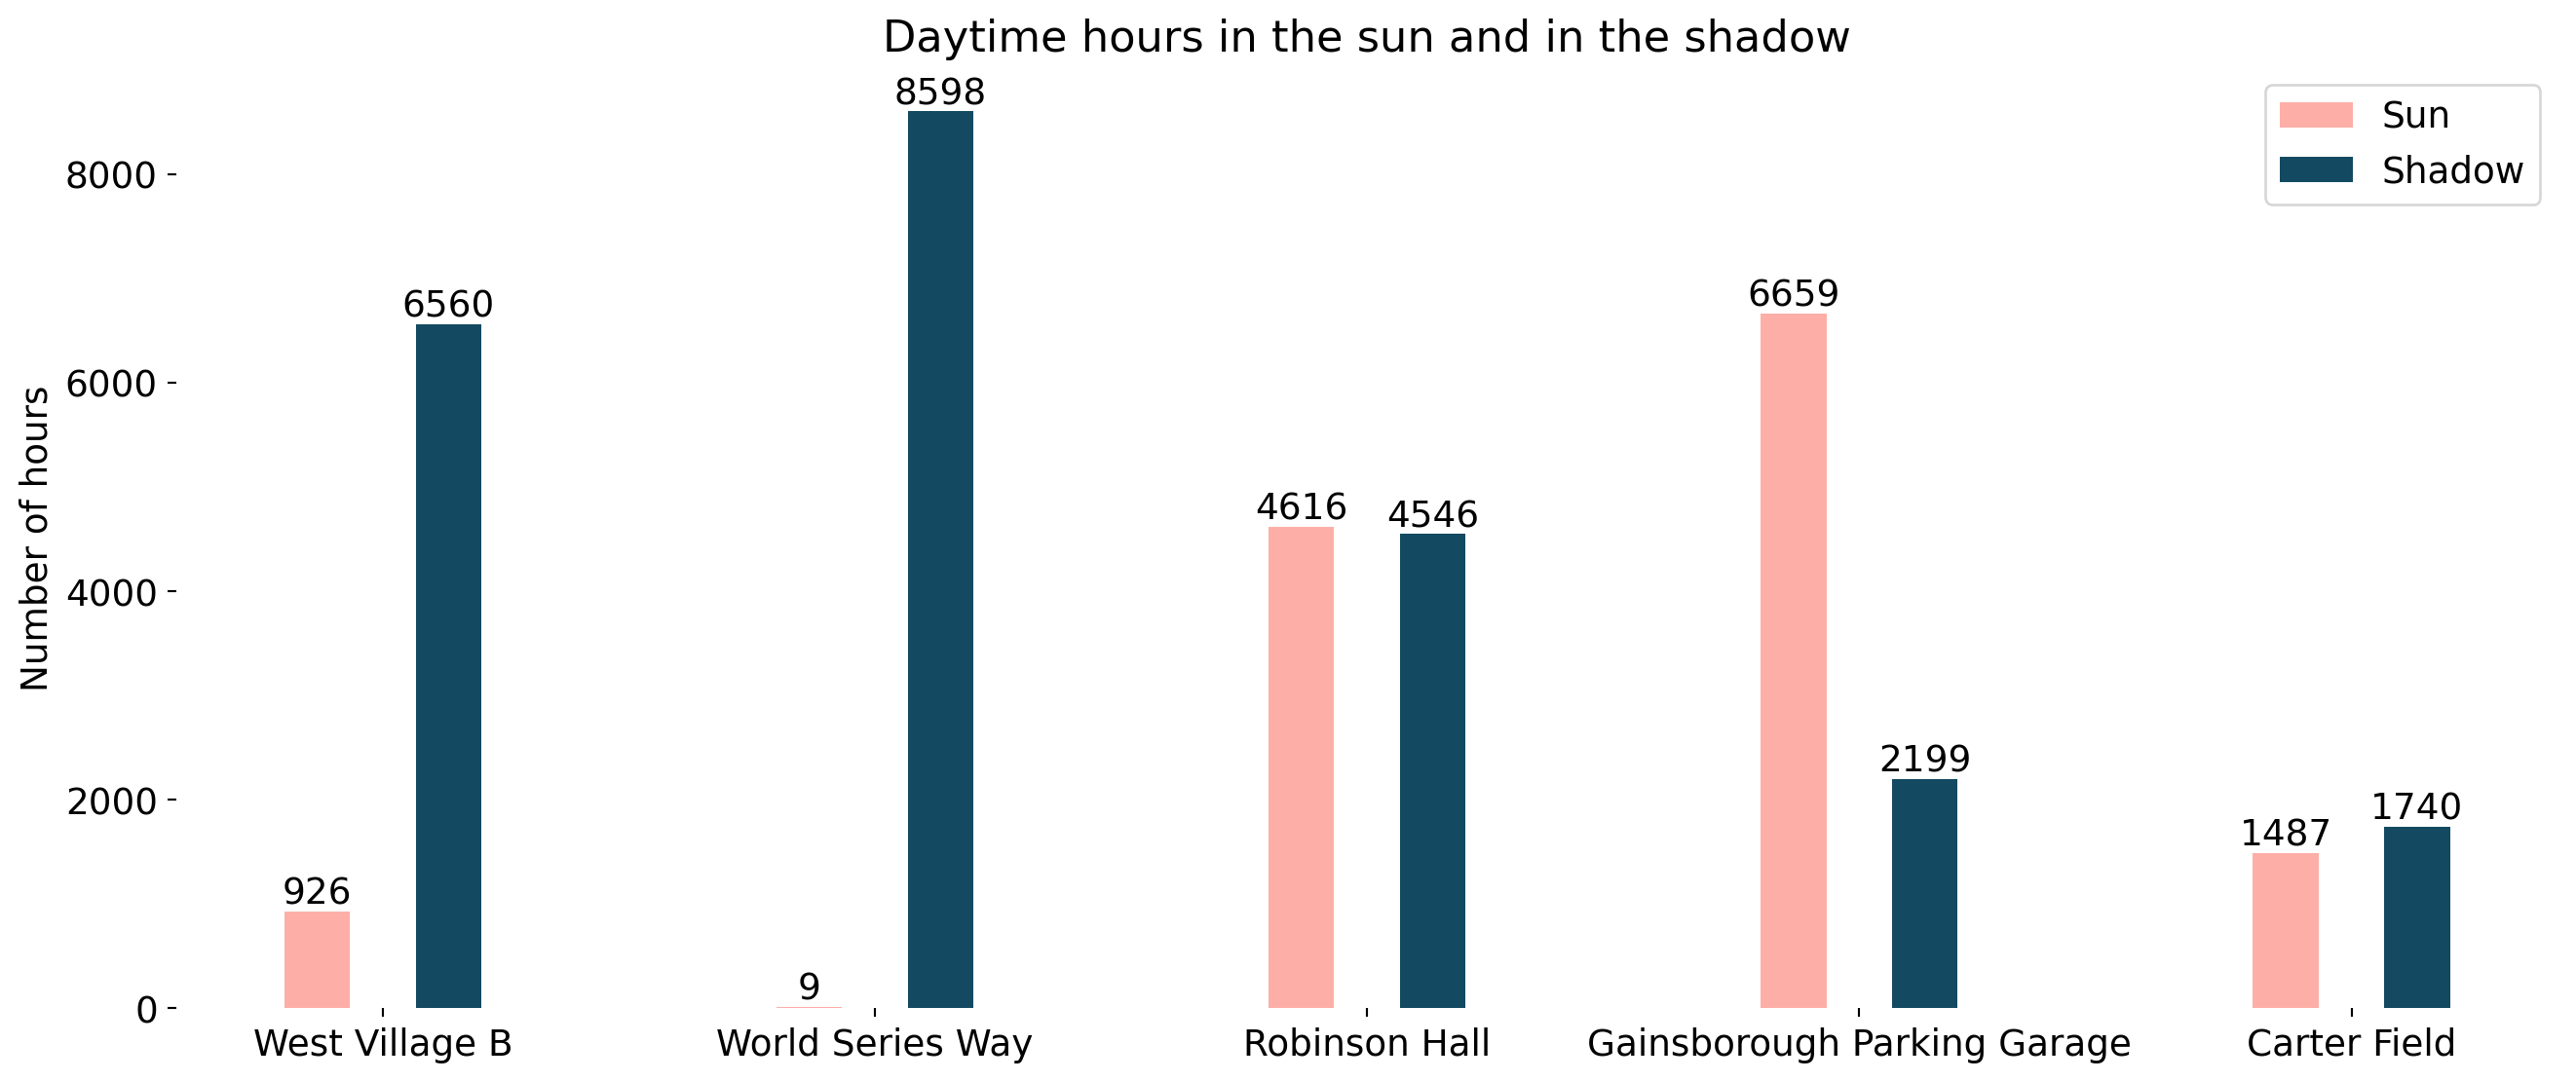 Daytime hours in the sun and in the shadow
Sun
Shadow
Number of hours
8000
6000
4000
2000
0
926
6560
9
8598
4616
4546
6659
2199
1487
1740
West Village B
World Series Way
Robinson Hall
Gainsborough Parking Garage
Carter Field